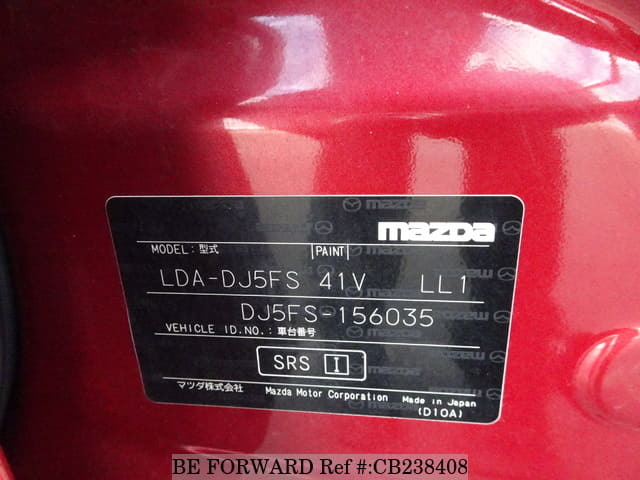 mazDa
MODEL: 型式 PAINT
LDA-DJ5FS 41V LL1
DJ5FS-156035
VEHICLE ID.NO.: 車台番号
SRS I
マツダ株式会社 Mazda Motor Corporation Made in Japan
(D10A)
BE FORWARD Ref #:CB238408